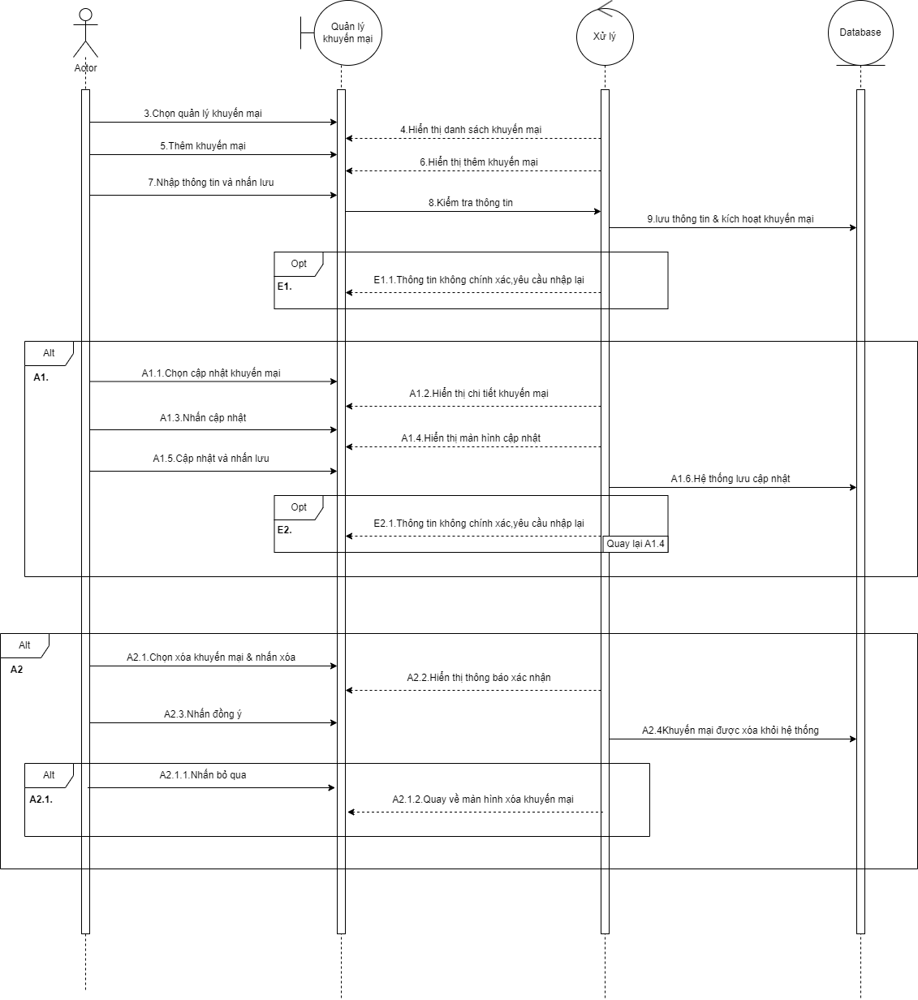 Actor
Quản lý
khuyến mại
Xử lý
Database
3.Chọn quản lý khuyến mại
4.Hiển thị danh sách khuyến mại
5.Thêm khuyến mại
6.Hiển thị thêm khuyến mại
7.Nhập thông tin và nhấn lưu
8.Kiểm tra thông tin
9.lưu thông tin & kích hoạt khuyến mại
Opt
E1.
E1.1.Thông tin không chính xác,yêu cầu nhập lại
Alt
A1.
A1.1.Chọn cập nhật khuyến mại
A1.2.Hiển thị chi tiết khuyến mại
A1.3.Nhấn cập nhật
A1.4.Hiển thị màn hình cập nhật
A1.5.Cập nhật và nhấn lưu
A1.6.Hệ thống lưu cập nhật
Opt
E2.
E2.1.Thông tin không chính xác,yêu cầu nhập lại
Quay lại A1.4
Alt
A2
A2.1.Chọn xóa khuyến mại & nhấn xóa
A2.2.Hiển thị thông báo xác nhận
A2.3.Nhấn đồng ý
A2.4Khuyến mại được xóa khỏi hệ thống
Alt
A2.1.
A2.1.1.Nhấn bỏ qua
A2.1.2.Quay về màn hình xóa khuyến mại